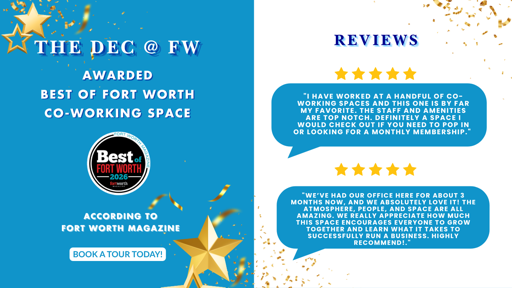 THE DEC @ FW
AWARDED
BEST OF FORT WORTH
CO-WORKING SPACE
Best of
FORT WORTH
2026
fort worth
ACCORDING TO
FORT WORTH MAGAZINE
BOOK A TOUR TODAY!
REVIEWS
"I HAVE WORKED AT A HANDFUL OF CO-
WORKING SPACES AND THIS ONE IS BY FAR
MY FAVORITE. THE STAFF AND AMENITIES
ARE TOP NOTCH. DEFINITELY A SPACE I
WOULD CHECK OUT IF YOU NEED TO POP IN
OR LOOKING FOR A MONTHLY MEMBERSHIP."
"WE'VE HAD OUR OFFICE HERE FOR ABOUT 3
MONTHS NOW, AND WE ABSOLUTELY LOVE IT! THE
ATMOSPHERE, PEOPLE, AND SPACE ARE ALL
AMAZING. WE REALLY APPRECIATE HOW MUCH
THIS SPACE ENCOURAGES EVERYONE TO GROW
TOGETHER AND LEARN WHAT IT TAKES TO
SUCCESSFULLY RUN A BUSINESS. HIGHLY
RECOMMEND!."